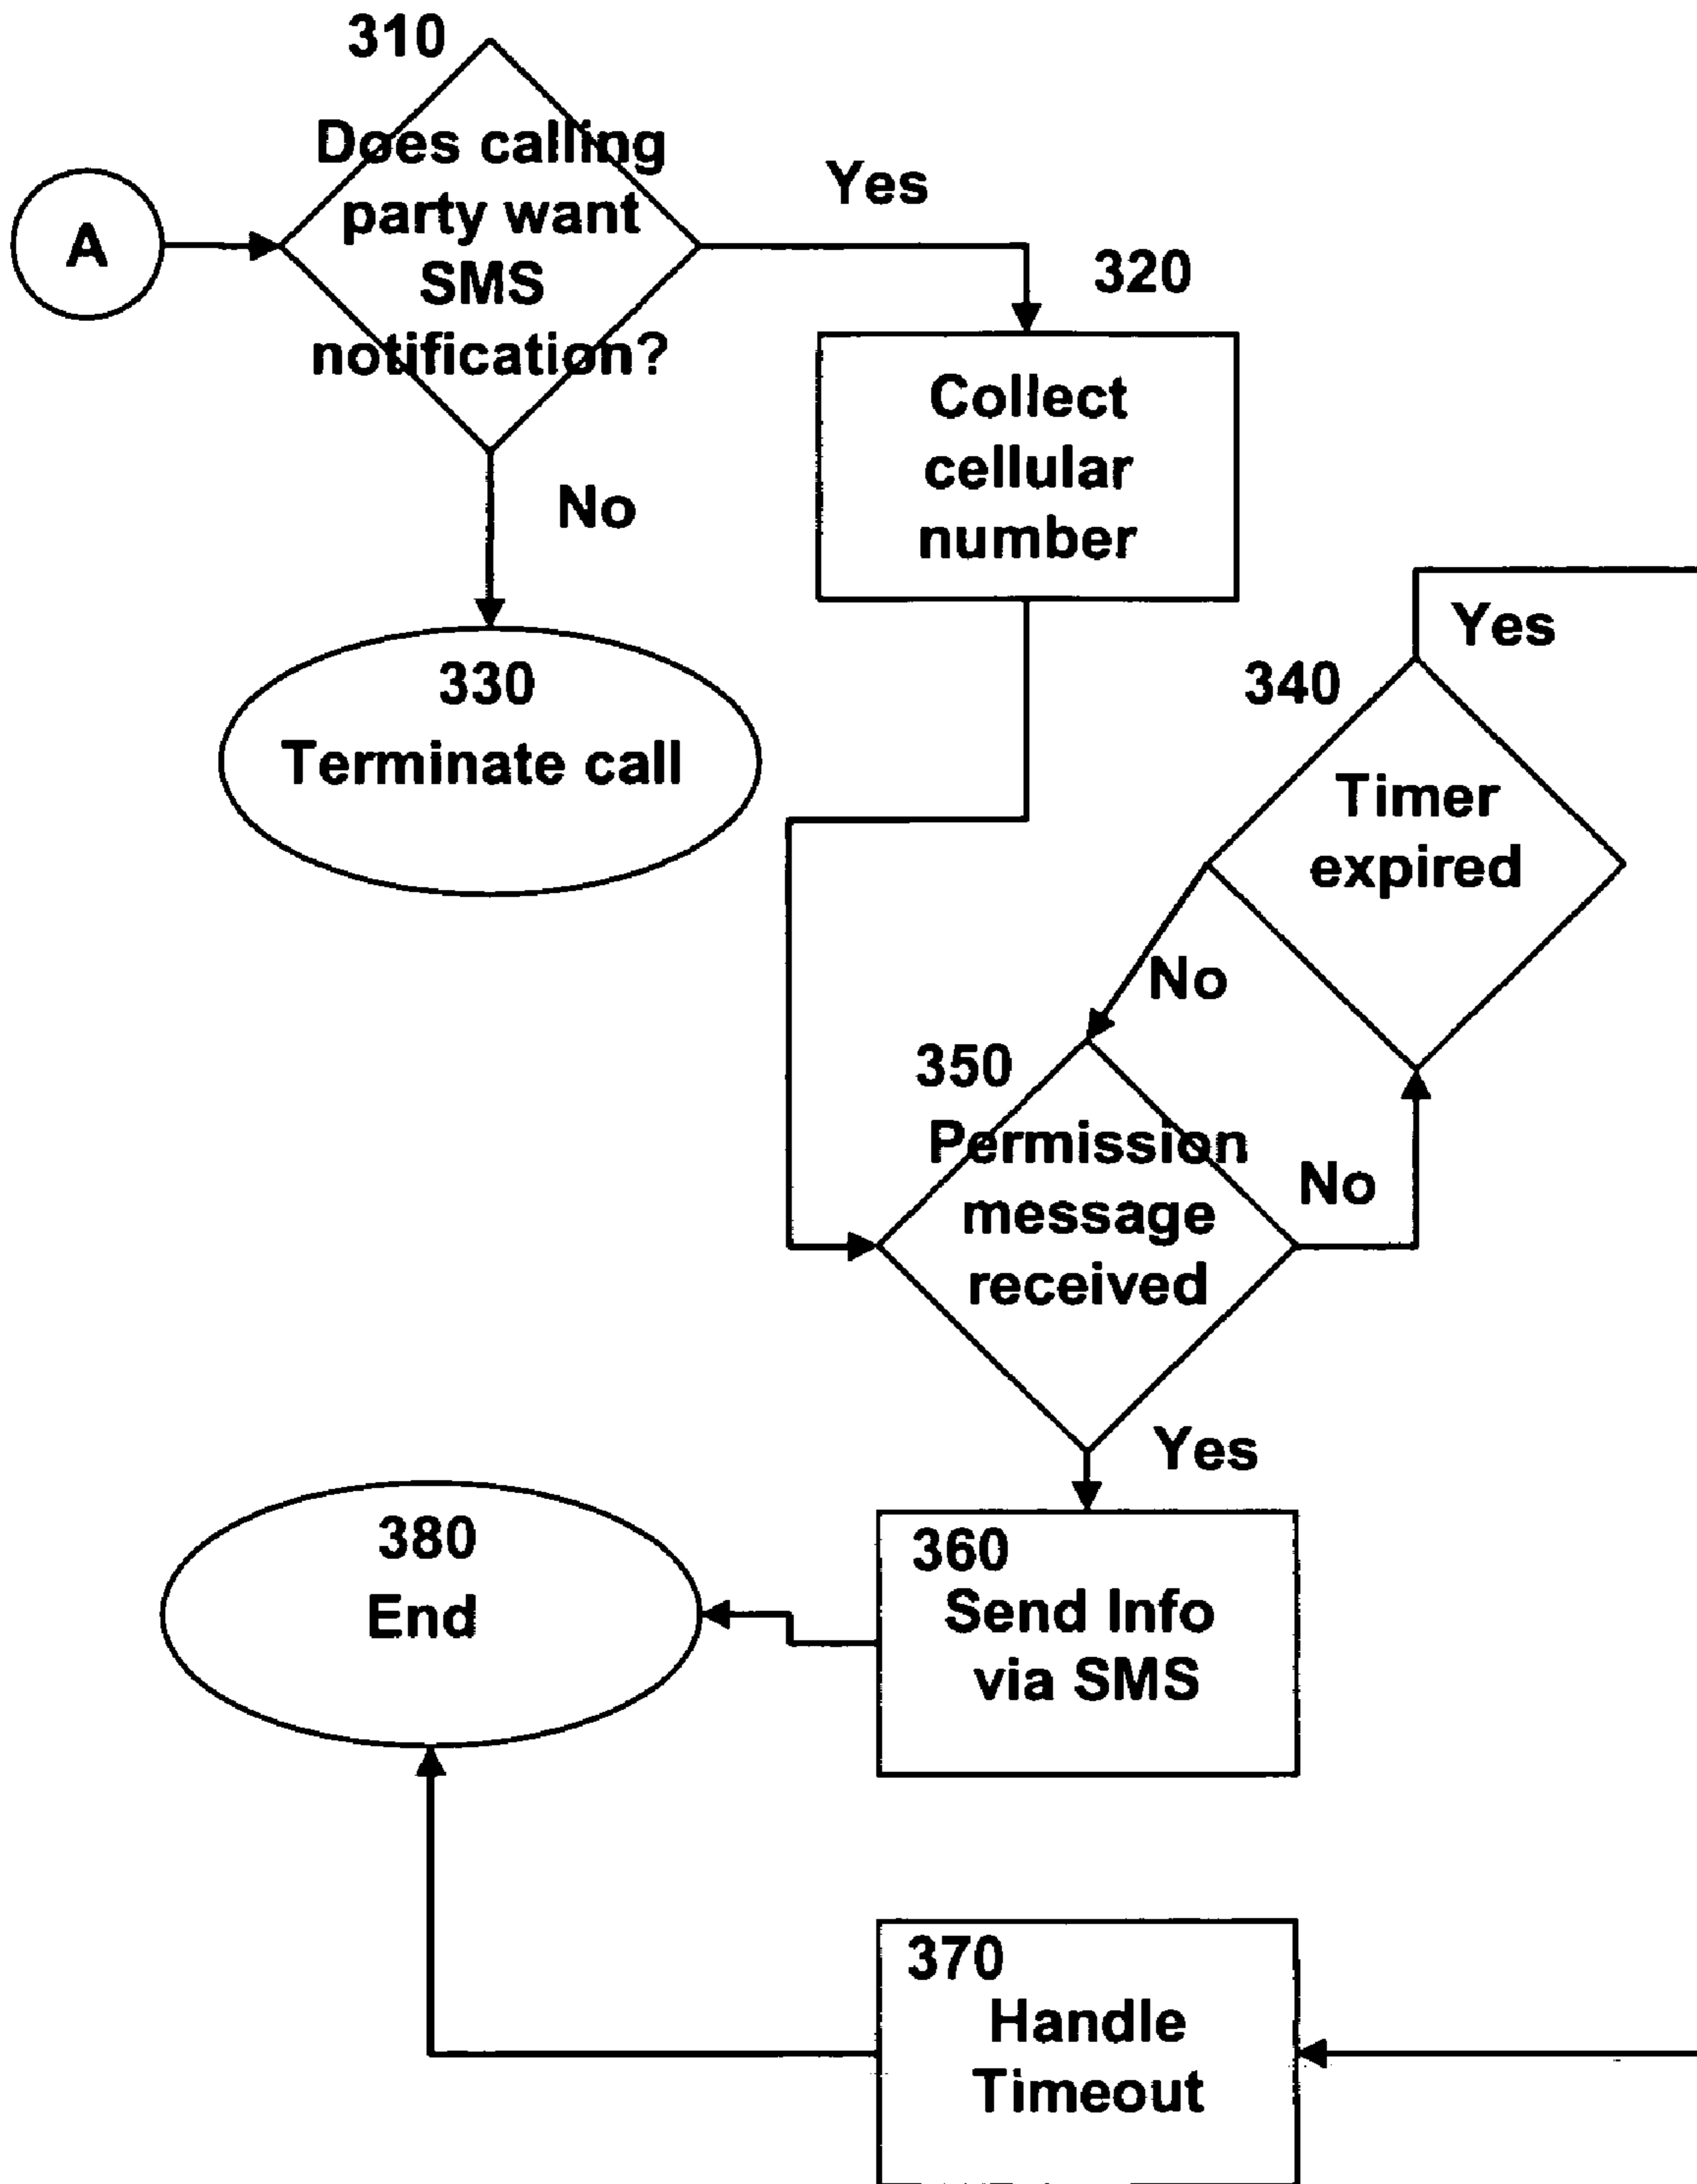 310
Does calling
party want
SMS
notification?
A
Yes
No
320
Collect
cellular
number
330
Terminate call
Yes
340
Timer
expired
No
350
Permission
message
received
No
Yes
360
Send Info
via SMS
380
End
370
Handle
Timeout